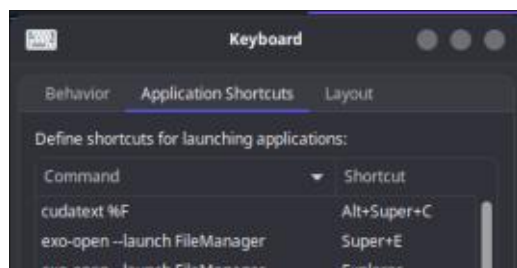 Keyboard
Behavior Application Shortcuts Layout
Define shortcuts for launching applications:
Command Shortcut
cudatext %F Alt+Super+C
exo-open --launch FileManager Super+E